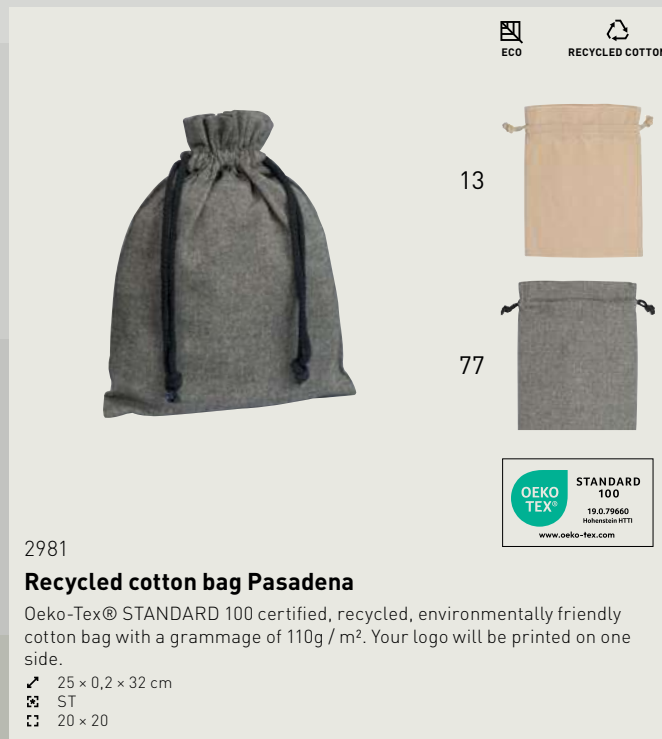 ECO
RECYCLED COTTON
13
77
OEKO
TEX®
STANDARD
100
19.0.79660
Hohenstein HTTI
www.oeko-tex.com
2981
Recycled cotton bag Pasadena
Oeko-Tex® STANDARD 100 certified, recycled, environmentally friendly
cotton bag with a grammage of 110g / m². Your logo will be printed on one
side.
25 × 0,2 × 32 cm
ST
20 × 20